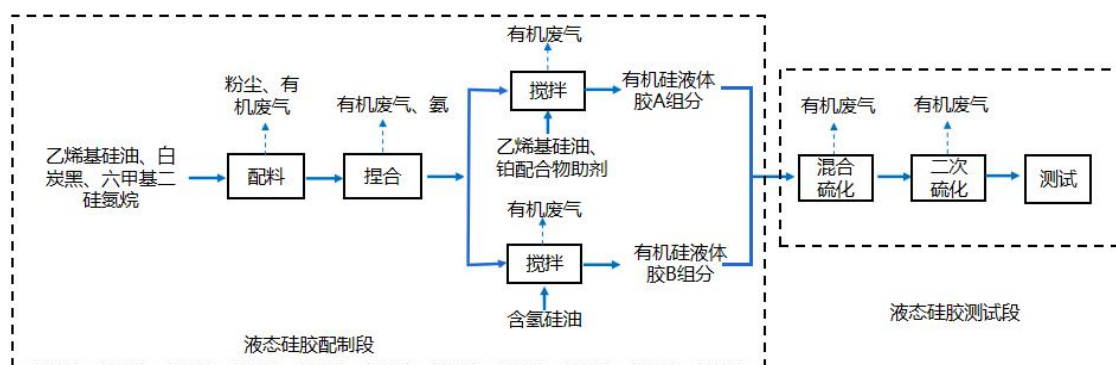 乙烯基硅油、白
炭黑、六甲基二
硅氮烷
粉尘、有
机废气
配料
有机废气、氨
捏合
有机废气
搅拌
乙烯基硅油、
铂配合物助剂
有机硅液体
胶A组分
有机废气
搅拌
含氢硅油
有机硅液体
胶B组分
液态硅胶配制段
有机废气
混合
硫化
有机废气
二次
硫化
测试
液态硅胶测试段